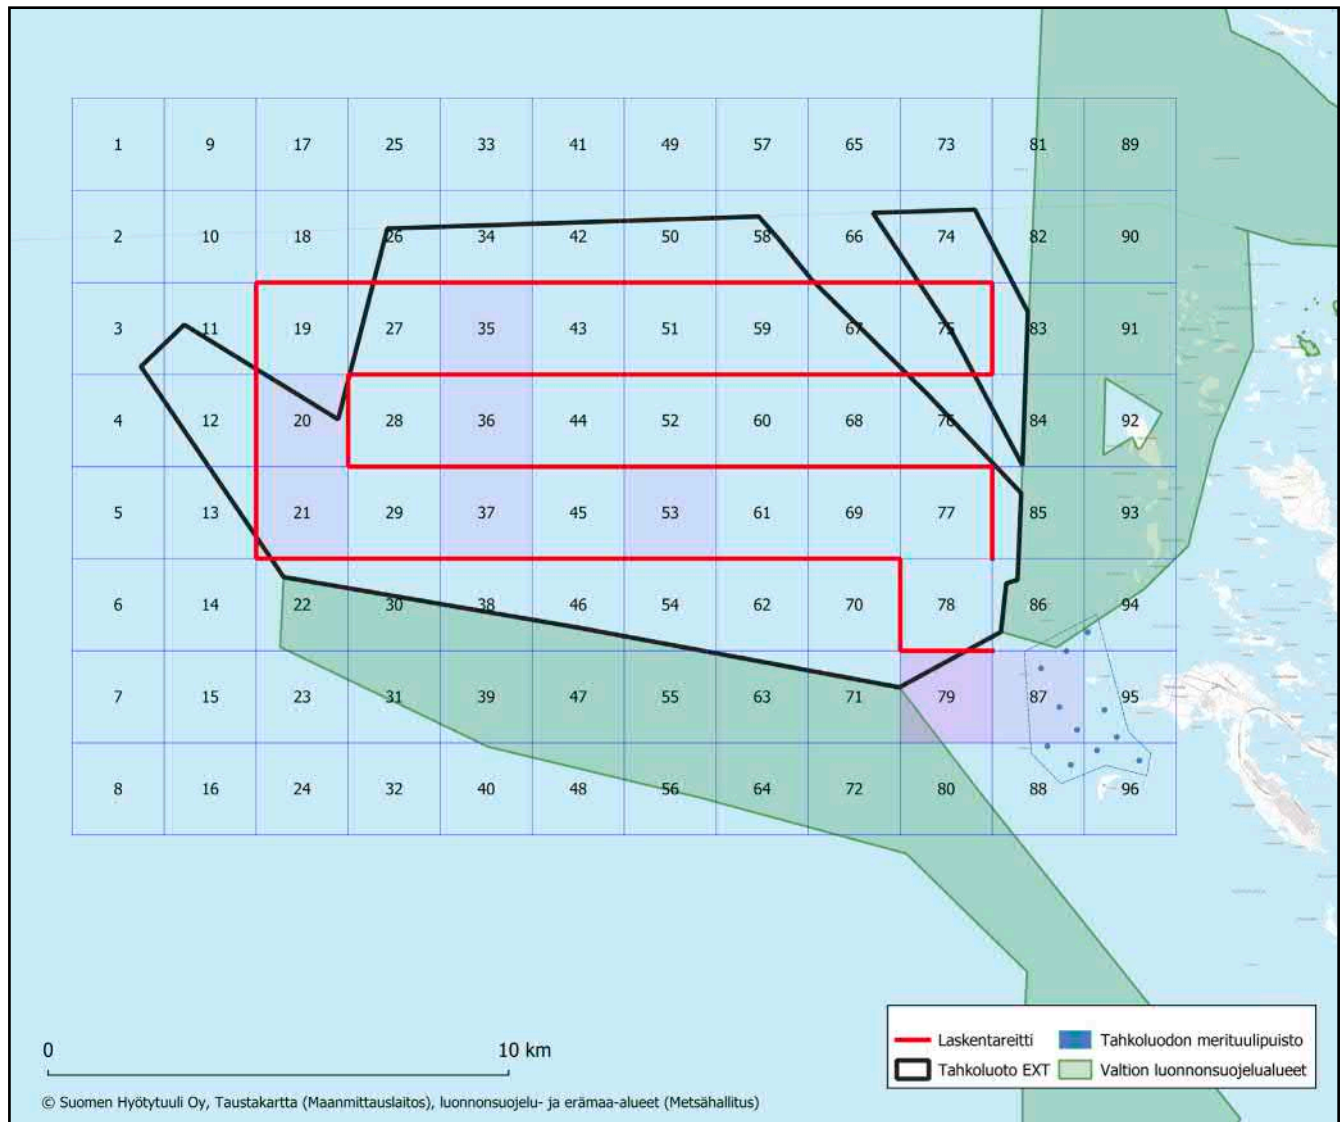 1 9 17 25 33 41 49 57 65 73 81 89
2 10 18 26 34 42 50 58 66 74 82 90
3 11 19 27 35 43 51 59 67 75 83 91
4 12 20 28 36 44 52 60 68 76 84 92
5 13 21 29 37 45 53 61 69 77 85 93
6 14 22 30 38 46 54 62 70 78 86 94
7 15 23 31 39 47 55 63 71 79 87 95
8 16 24 32 40 48 56 64 72 80 88 96
0 10 km
Laskentareitti
Tahkoluodon merituulipuisto
Tahkoluoto EXT
Valtion luonnonsuojelualueet
© Suomen Hyötytuuli Oy, Taustakartta (Maanmittauslaitos), luonnonsuojelu- ja erämaa-alueet (Metsähallitus)